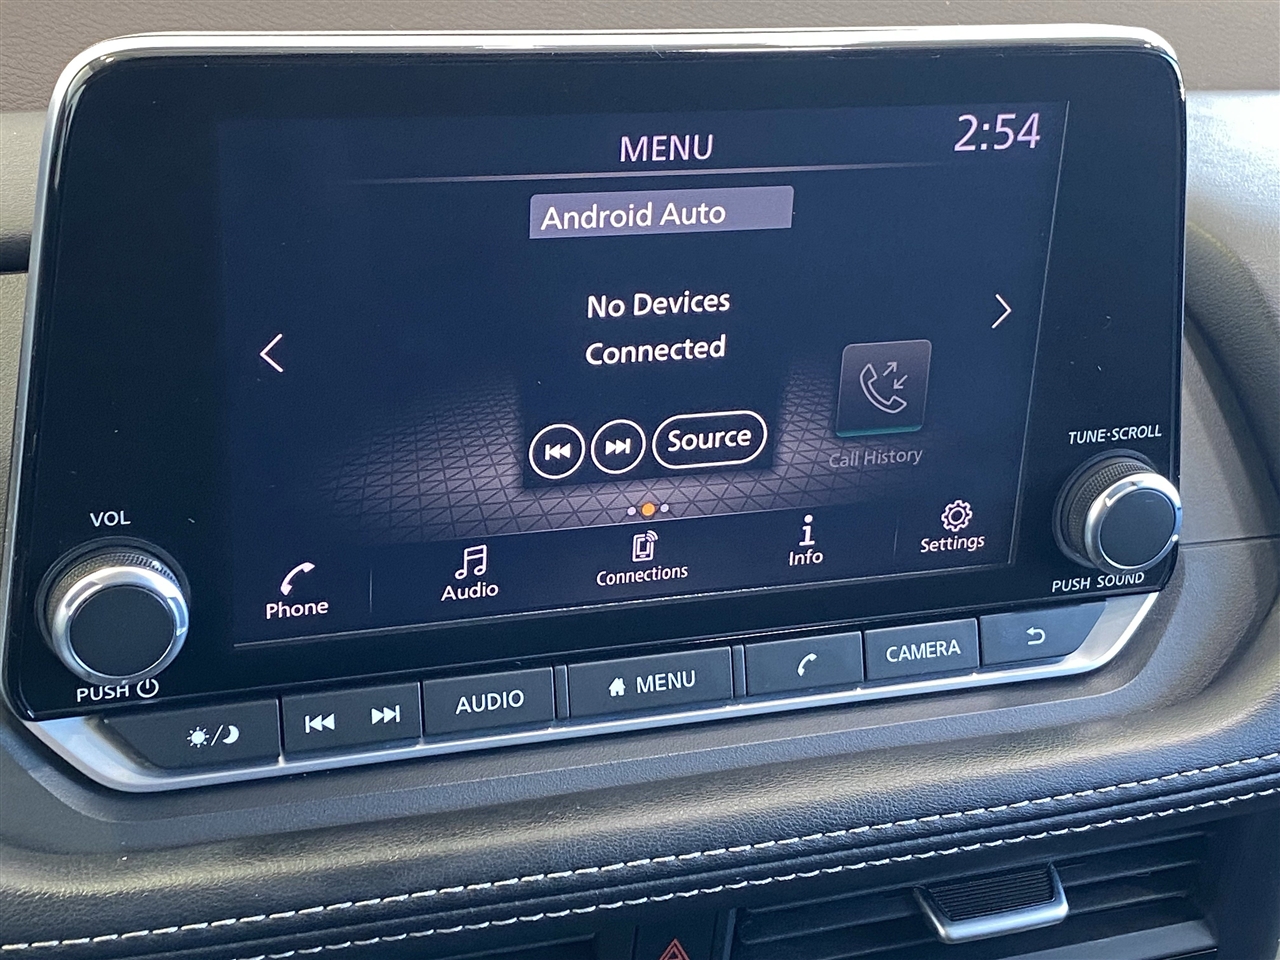 MENU
2:54
Android Auto
No Devices
Connected
Source
Call History
Phone
Audio
Connections
Info
Settings
VOL
PUSH
TUNE·SCROLL
PUSH SOUND
AUDIO
MENU
CAMERA